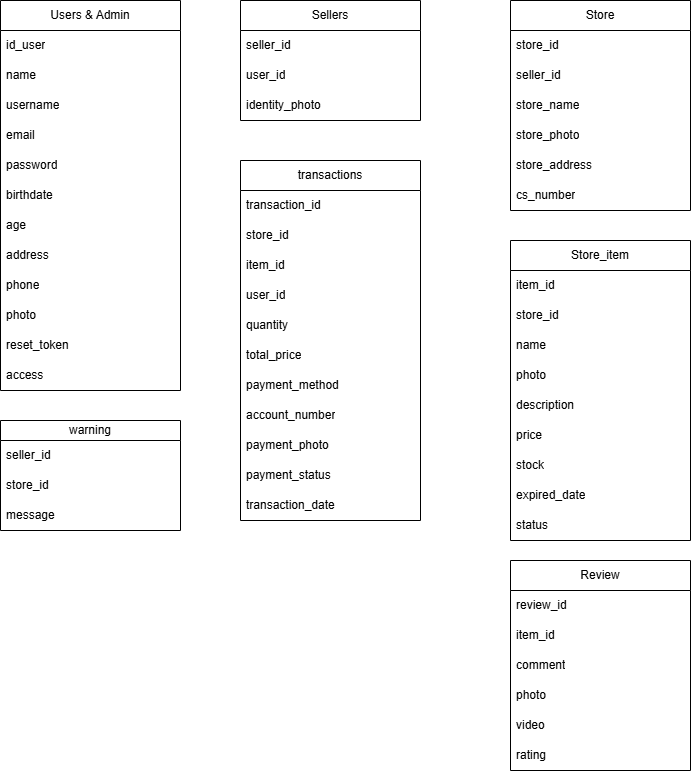 Users & Admin
id_user
name
username
email
password
birthdate
age
address
phone
photo
reset_token
access
warning
seller_id
store_id
message
Sellers
seller_id
user_id
identity_photo
transactions
transaction_id
store_id
item_id
user_id
quantity
total_price
payment_method
account_number
payment_photo
payment_status
transaction_date
Store
store_id
seller_id
store_name
store_photo
store_address
cs_number
Store_item
item_id
store_id
name
photo
description
price
stock
expired_date
status
Review
review_id
item_id
comment
photo
video
rating